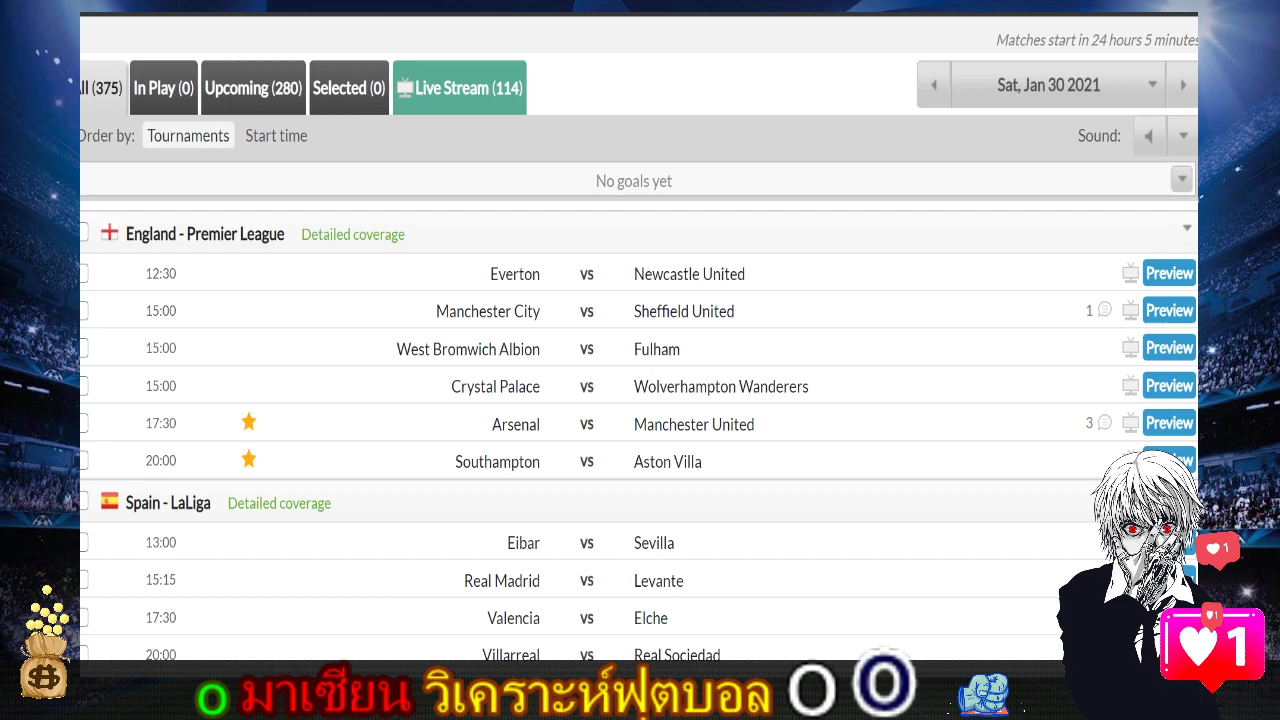 Matches start in 24 hours 5 minutes
ll (375) In Play (0) Upcoming (280) Selected (0) Live Stream (114) Sat, Jan 30 2021
Order by: Tournaments Start time Sound:
No goals yet
England - Premier League Detailed coverage
12:30 Everton vs Newcastle United Preview
15:00 Manchester City vs Sheffield United 1 Preview
15:00 West Bromwich Albion vs Fulham Preview
15:00 Crystal Palace vs Wolverhampton Wanderers Preview
17:30 Arsenal vs Manchester United 3 Preview
20:00 Southampton vs Aston Villa
Spain - LaLiga Detailed coverage
13:00 Eibar vs Sevilla
1
15:15 Real Madrid vs Levante
17:30 Valencia vs Elche
1
1
20:00 Villarreal vs Real Sociedad
o มาเซียน วิเคราะห์ฟุตบอล O O